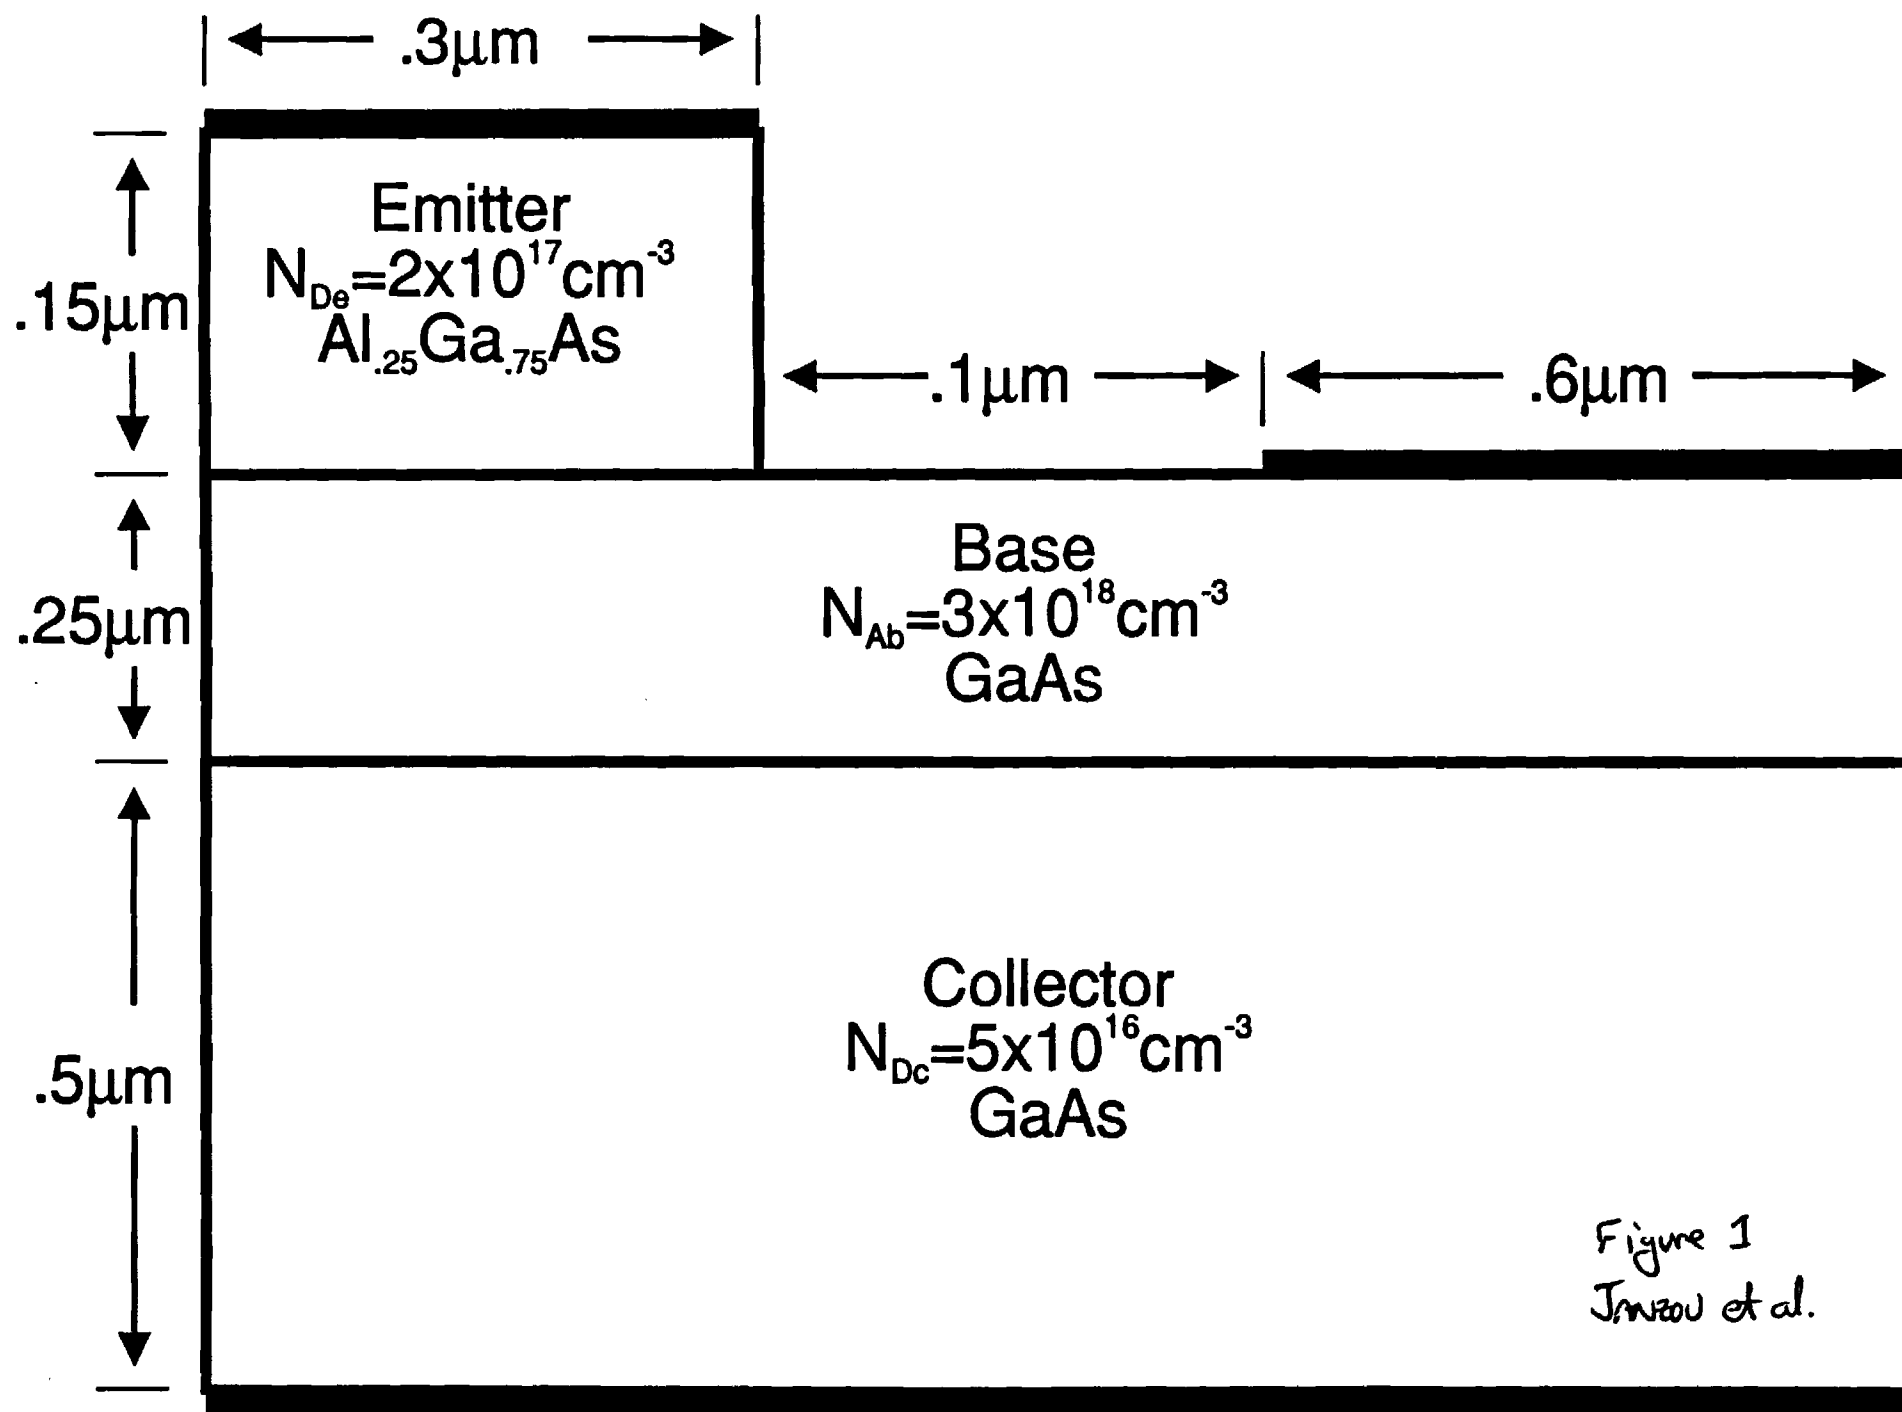 .3μm
Emitter
N_De=2x10^17cm^-3
Al.25Ga.75As
.15μm
.1μm
.6μm
Base
N_Ab=3x10^18cm^-3
GaAs
.25μm
Collector
N_Dc=5x10^16cm^-3
GaAs
.5μm
Figure 1
et al.